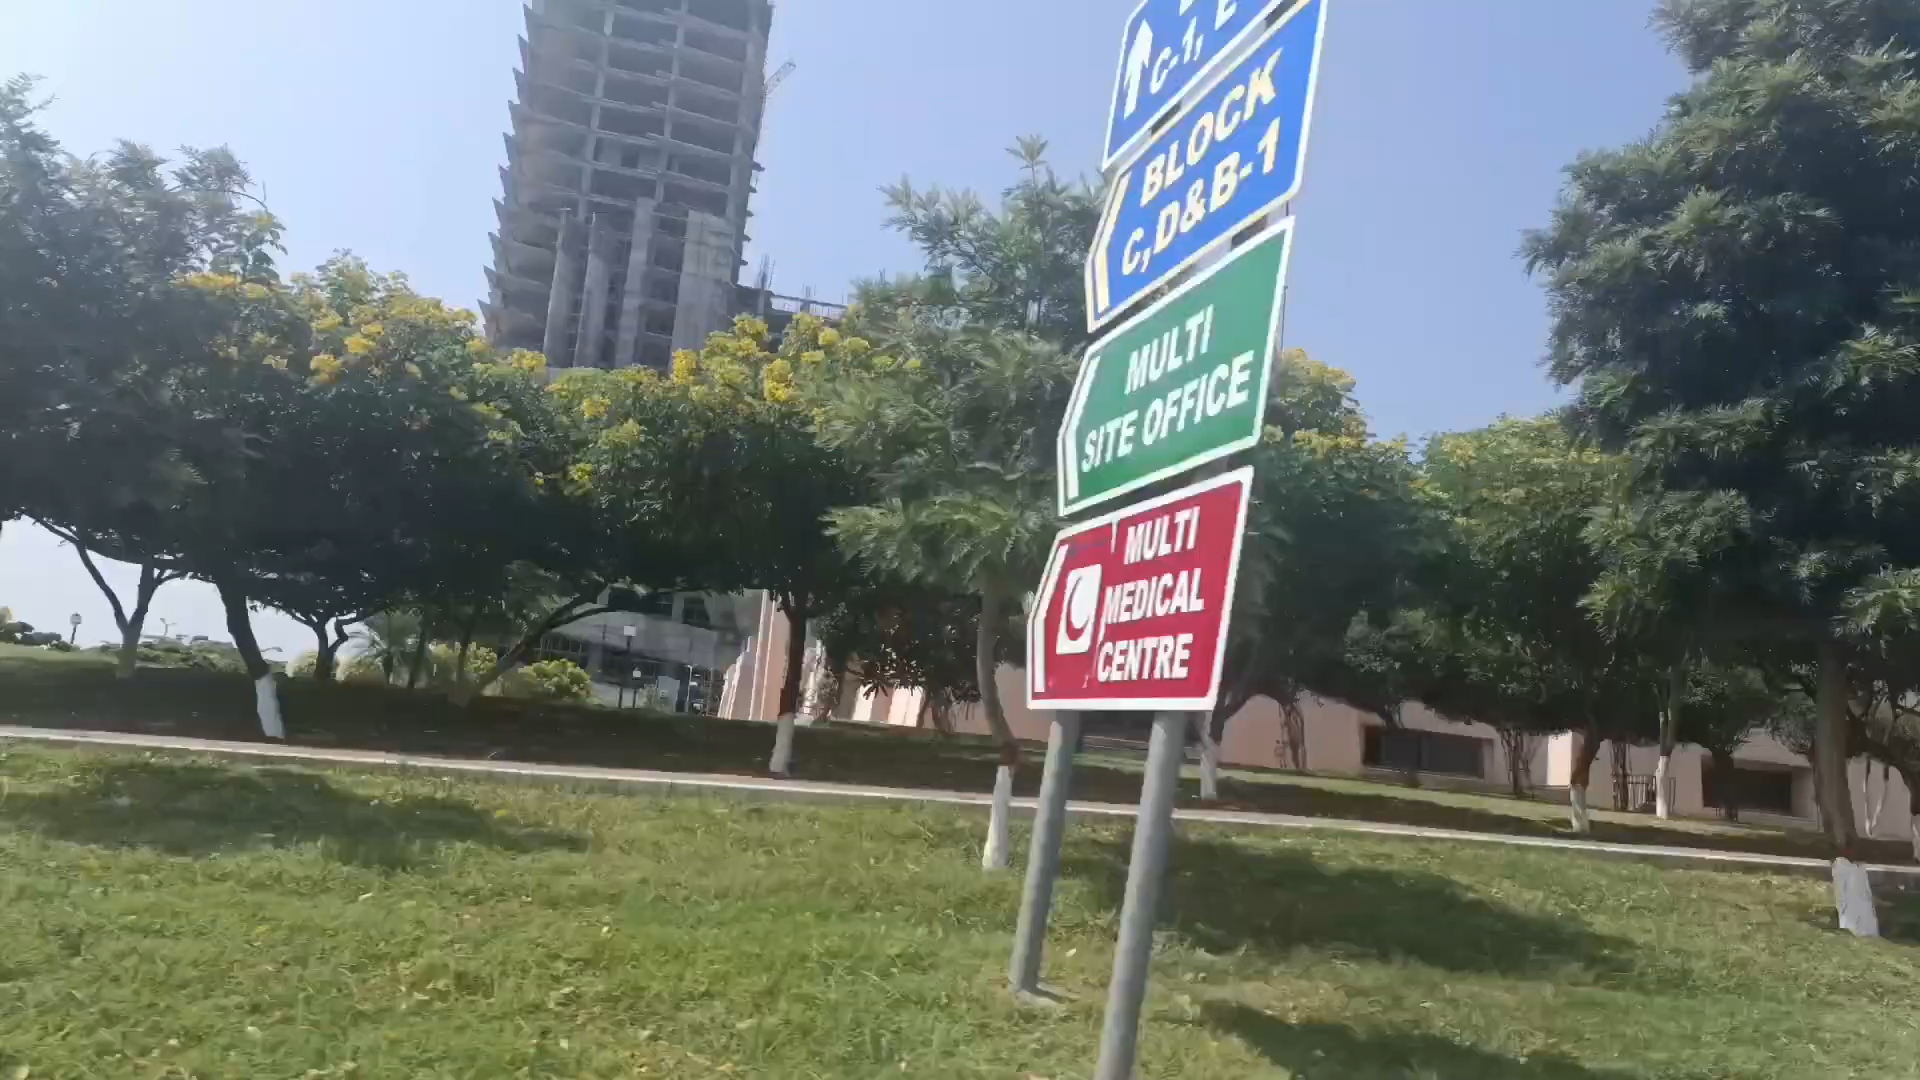 C-1, E
BLOCK
C,D&B-1
MULTI
SITE OFFICE
MULTI
MEDICAL
CENTRE